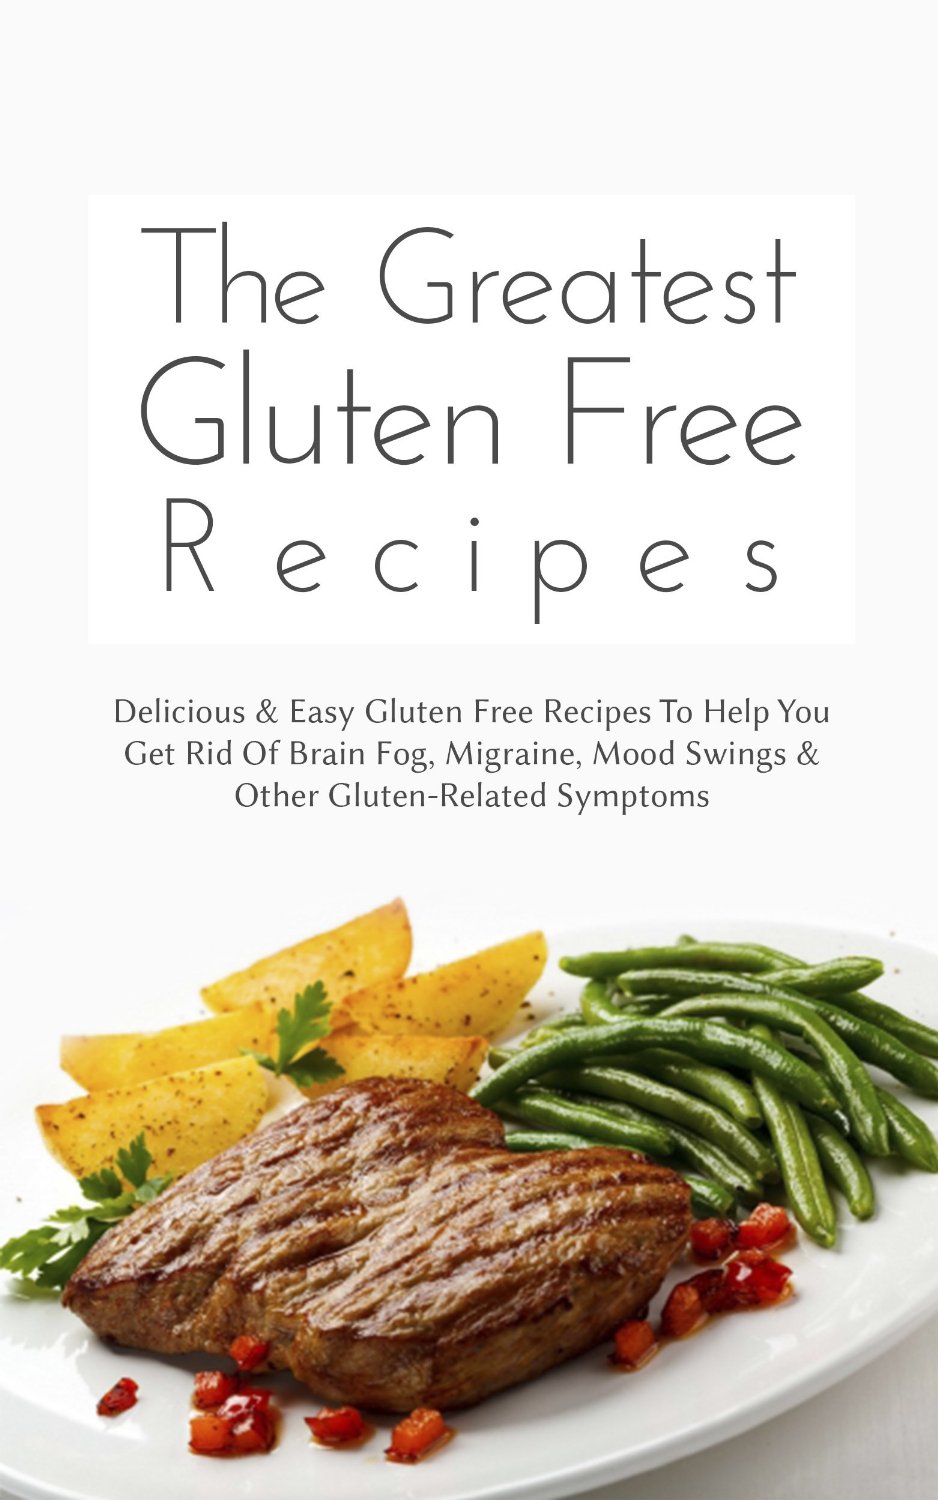 The Greatest
Gluten Free
Recipes
Delicious & Easy Gluten Free Recipes To Help You
Get Rid Of Brain Fog, Migraine, Mood Swings &
Other Gluten-Related Symptoms